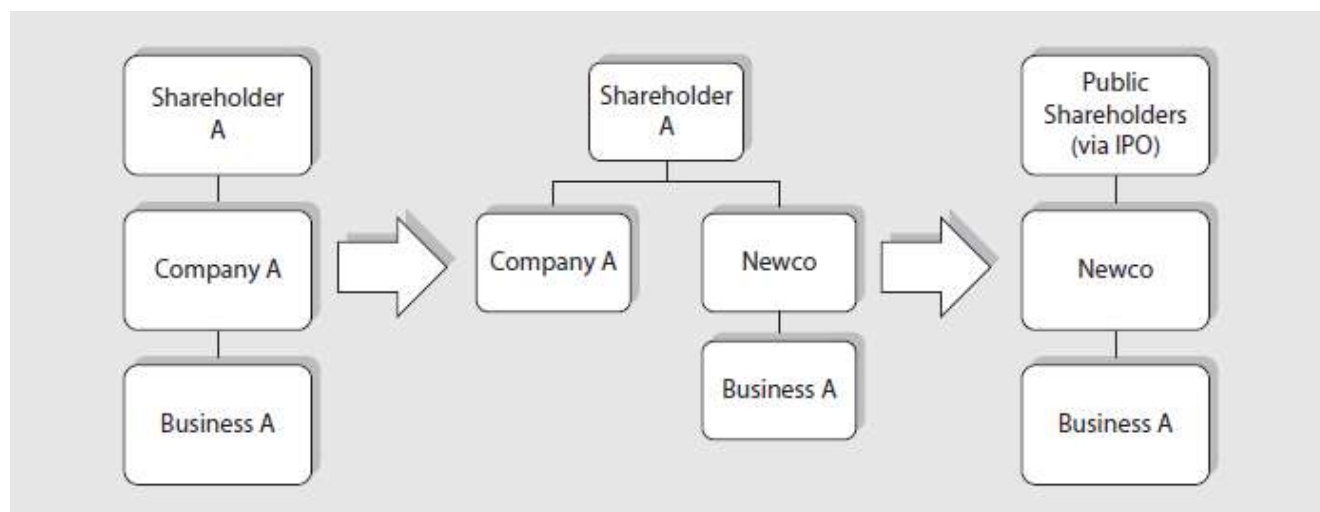 Shareholder
A
Company A
Business A
Shareholder
A
Company A
Newco
Business A
Public
Shareholders
(via IPO)
Newco
Business A